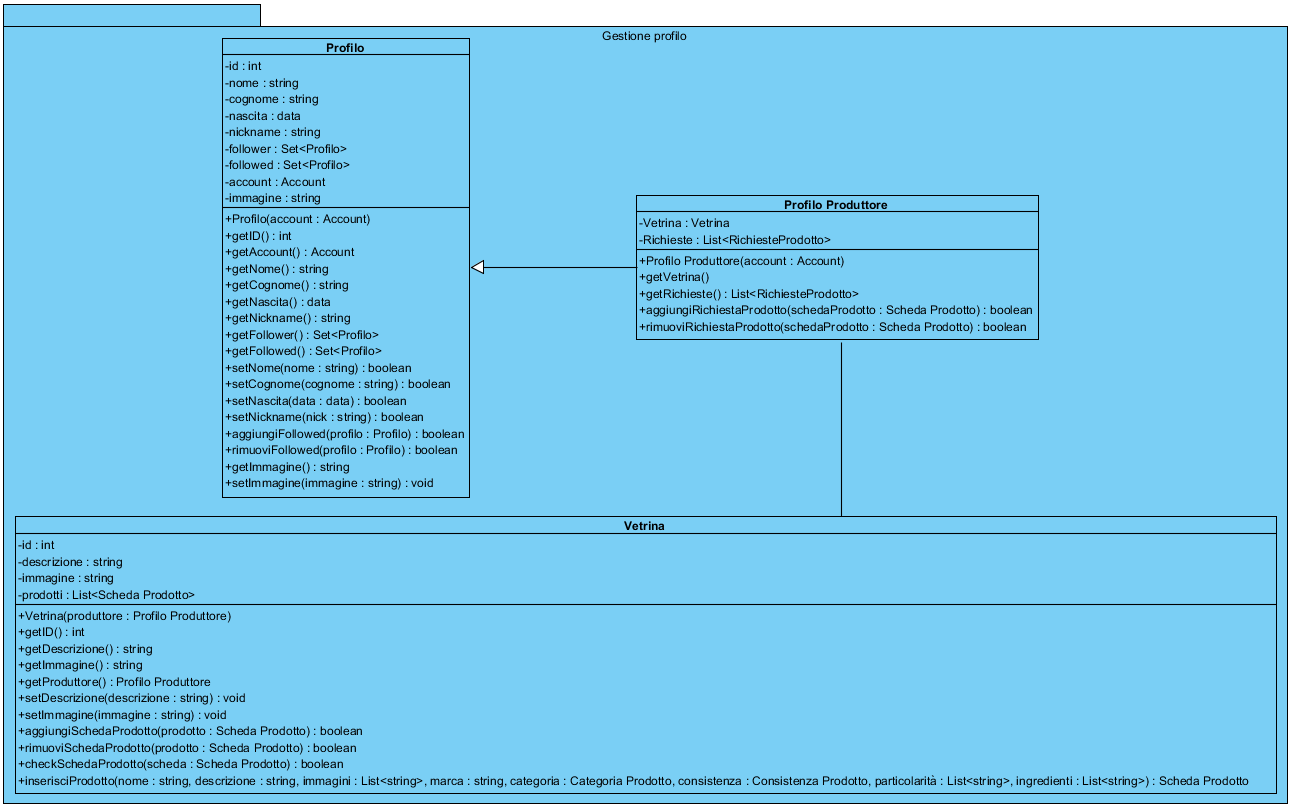 Gestione profilo
Profilo
-id : int
-nome : string
-cognome : string
-nascita : data
-nickname : string
-follower : Set<Profilo>
-followed : Set<Profilo>
-account : Account
-immagine : string
+Profilo(account : Account)
+getID() : int
+getAccount() : Account
+getNome() : string
+getCognome() : string
+getNascita() : data
+getNickname() : string
+getFollower() : Set<Profilo>
+getFollowed() : Set<Profilo>
+setNome(nome : string) : boolean
+setCognome(cognome : string) : boolean
+setNascita(data : data) : boolean
+setNickname(nick : string) : boolean
+aggiungiFollowed(profilo : Profilo) : boolean
+rimuoviFollowed(profilo : Profilo) : boolean
+getImmagine() : string
+setImmagine(immagine : string) : void
Profilo Produttore
-Vetrina : Vetrina
-Richieste : List<RichiesteProdotto>
+Profilo Produttore(account : Account)
+getVetrina()
+getRichieste() : List<RichiesteProdotto>
+aggiungiRichiestaProdotto(schedaProdotto : Scheda Prodotto) : boolean
+rimuoviRichiestaProdotto(schedaProdotto : Scheda Prodotto) : boolean
Vetrina
-id : int
-descrizione : string
-immagine : string
-prodotti : List<Scheda Prodotto>
+Vetrina(produttore : Profilo Produttore)
+getID() : int
+getDescrizione() : string
+getImmagine() : string
+getProduttore() : Profilo Produttore
+setDescrizione(descrizione : string) : void
+setImmagine(immagine : string) : void
+aggiungiSchedaProdotto(prodotto : Scheda Prodotto) : boolean
+rimuoviSchedaProdotto(prodotto : Scheda Prodotto) : boolean
+checkSchedaProdotto(scheda : Scheda Prodotto) : boolean
+inserisciProdotto(nome : string, descrizione : string, immagini : List<string>, marca : string, categoria : Categoria Prodotto, consistenza : Consistenza Prodotto, particolarità : List<string>, ingredienti : List<string>) : Scheda Prodotto